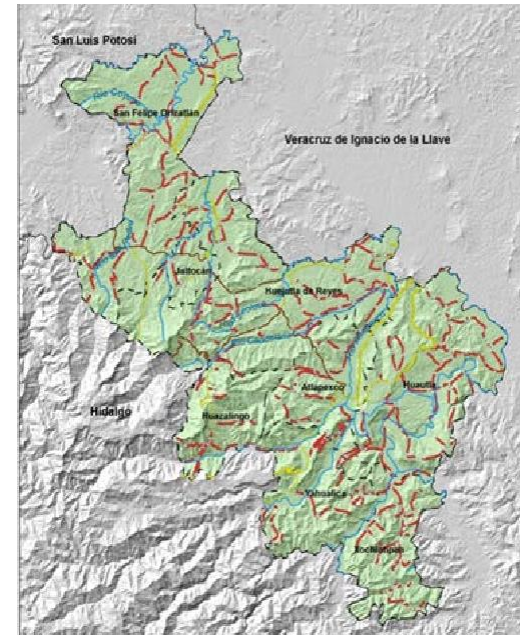 San Luis Potosí
San Felipe Orizatlán
Veracruz de Ignacio de la Llave
Jaltocán
Huejutla de Reyes
Atlapexco
Huautla
Hidalgo
Huazalingo
Yahualica
Xochiatipan